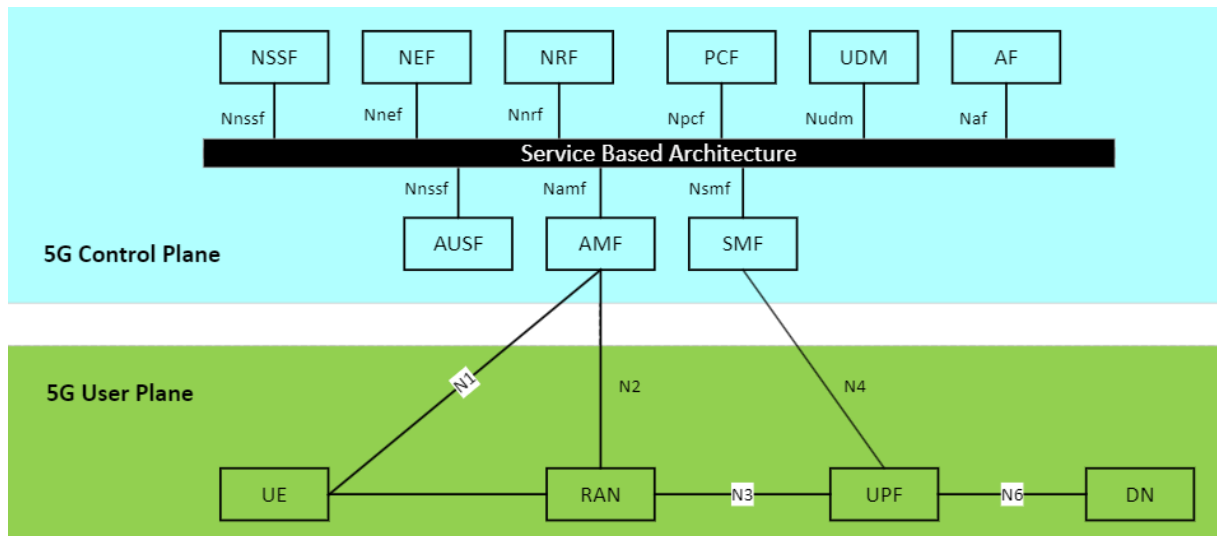 NSSF
NEF
NRF
PCF
UDM
AF
Nnssf
Nnef
Nnrf
Npcf
Nudm
Naf
Service Based Architecture
Nnssf
Namf
Nsmf
AUSF
AMF
SMF
5G Control Plane
5G User Plane
N1
N2
N4
UE
RAN
N3
UPF
N6
DN